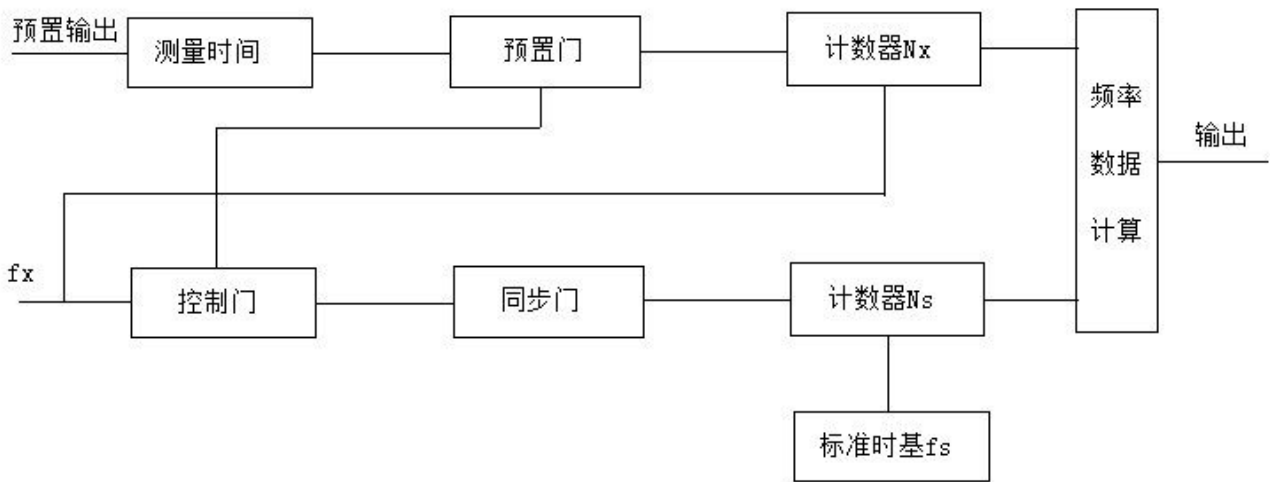 预置输出
测量时间
预置门
计数器Nx
频率
数据
计算
输出
fx
控制门
同步门
计数器Ns
标准时基fs